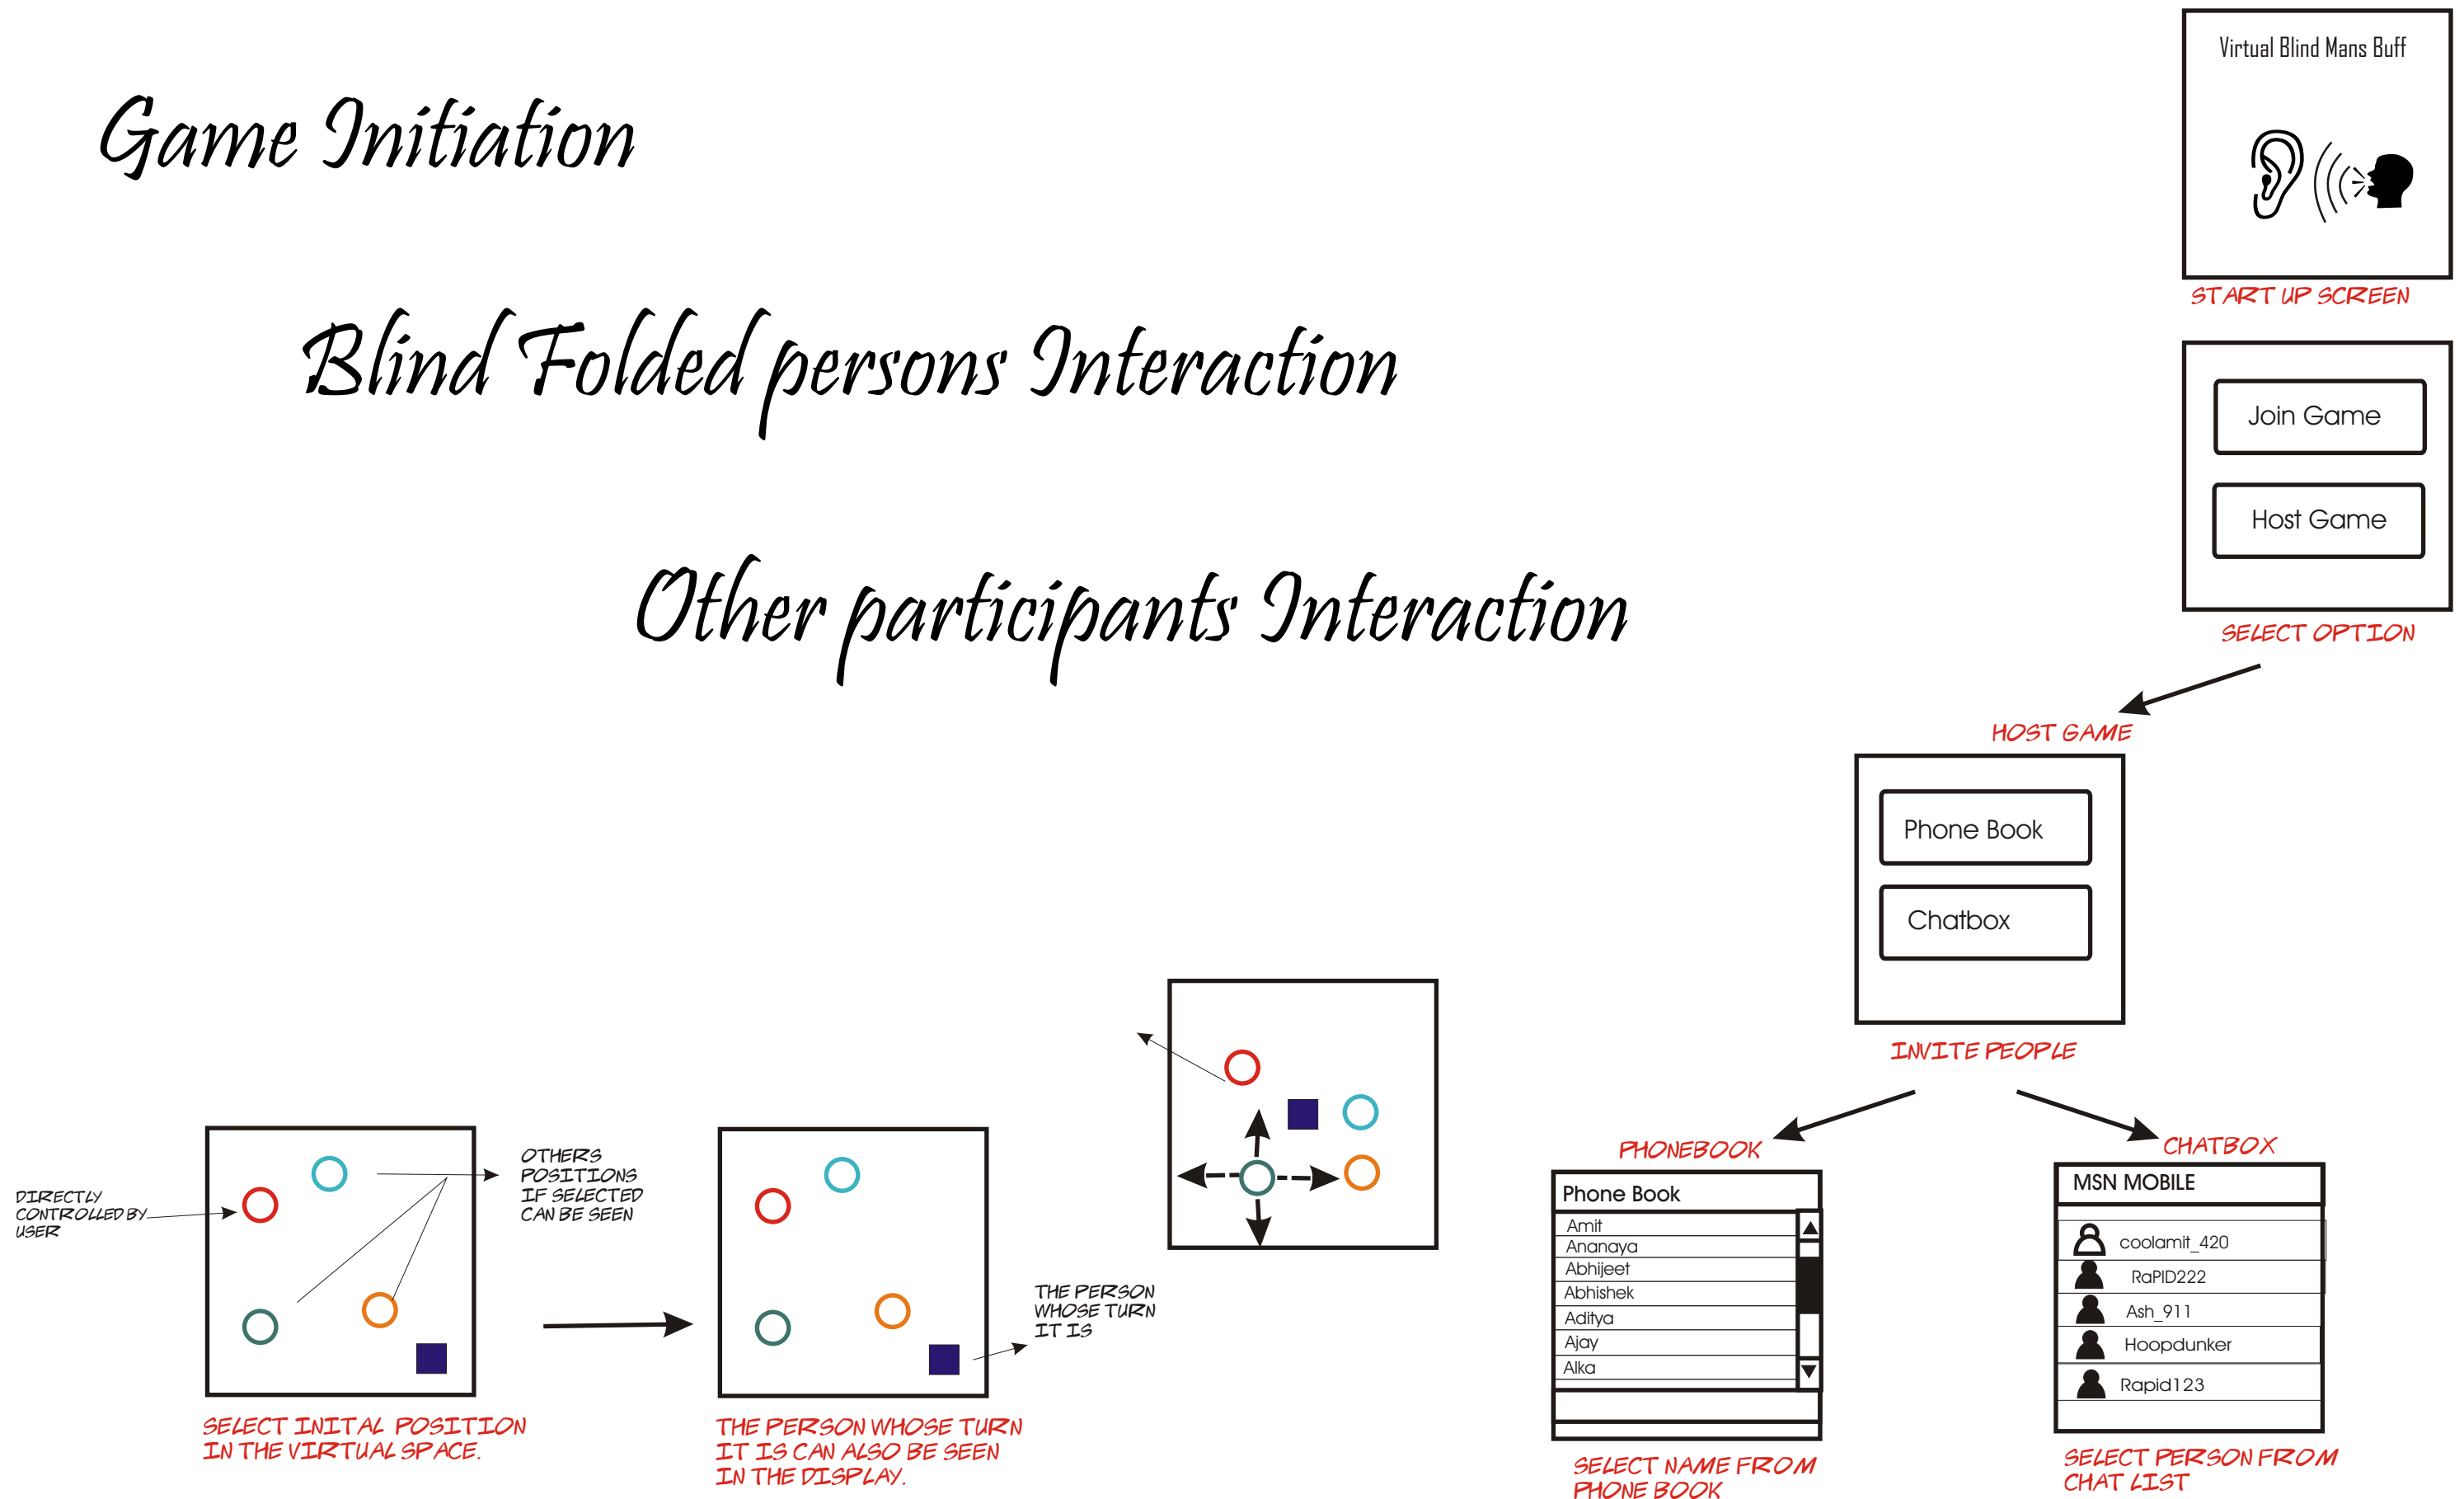 Game Initiation
Blind Folded persons Interaction
Other participants Interaction
Virtual Blind Mans Buff
START UP SCREEN
Join Game
Host Game
SELECT OPTION
HOST GAME
Phone Book
Chatbox
INVITE PEOPLE
PHONEBOOK
Phone Book
Amit
Ananaya
Abhijeet
Abhishek
Aditya
Ajay
Alka
SELECT NAME FROM
PHONE BOOK
CHATBOX
MSN MOBILE
coolamit_420
RaPID222
Ash_911
Hoopdunker
Rapid123
SELECT PERSON FROM
CHAT LIST
DIRECTLY
CONTROLLED BY
USER
OTHERS
POSITIONS
IF SELECTED
CAN BE SEEN
SELECT INITAL POSITION
IN THE VIRTUAL SPACE.
THE PERSON
WHOSE TURN
IT IS
THE PERSON WHOSE TURN
IT IS CAN ALSO BE SEEN
IN THE DISPLAY.